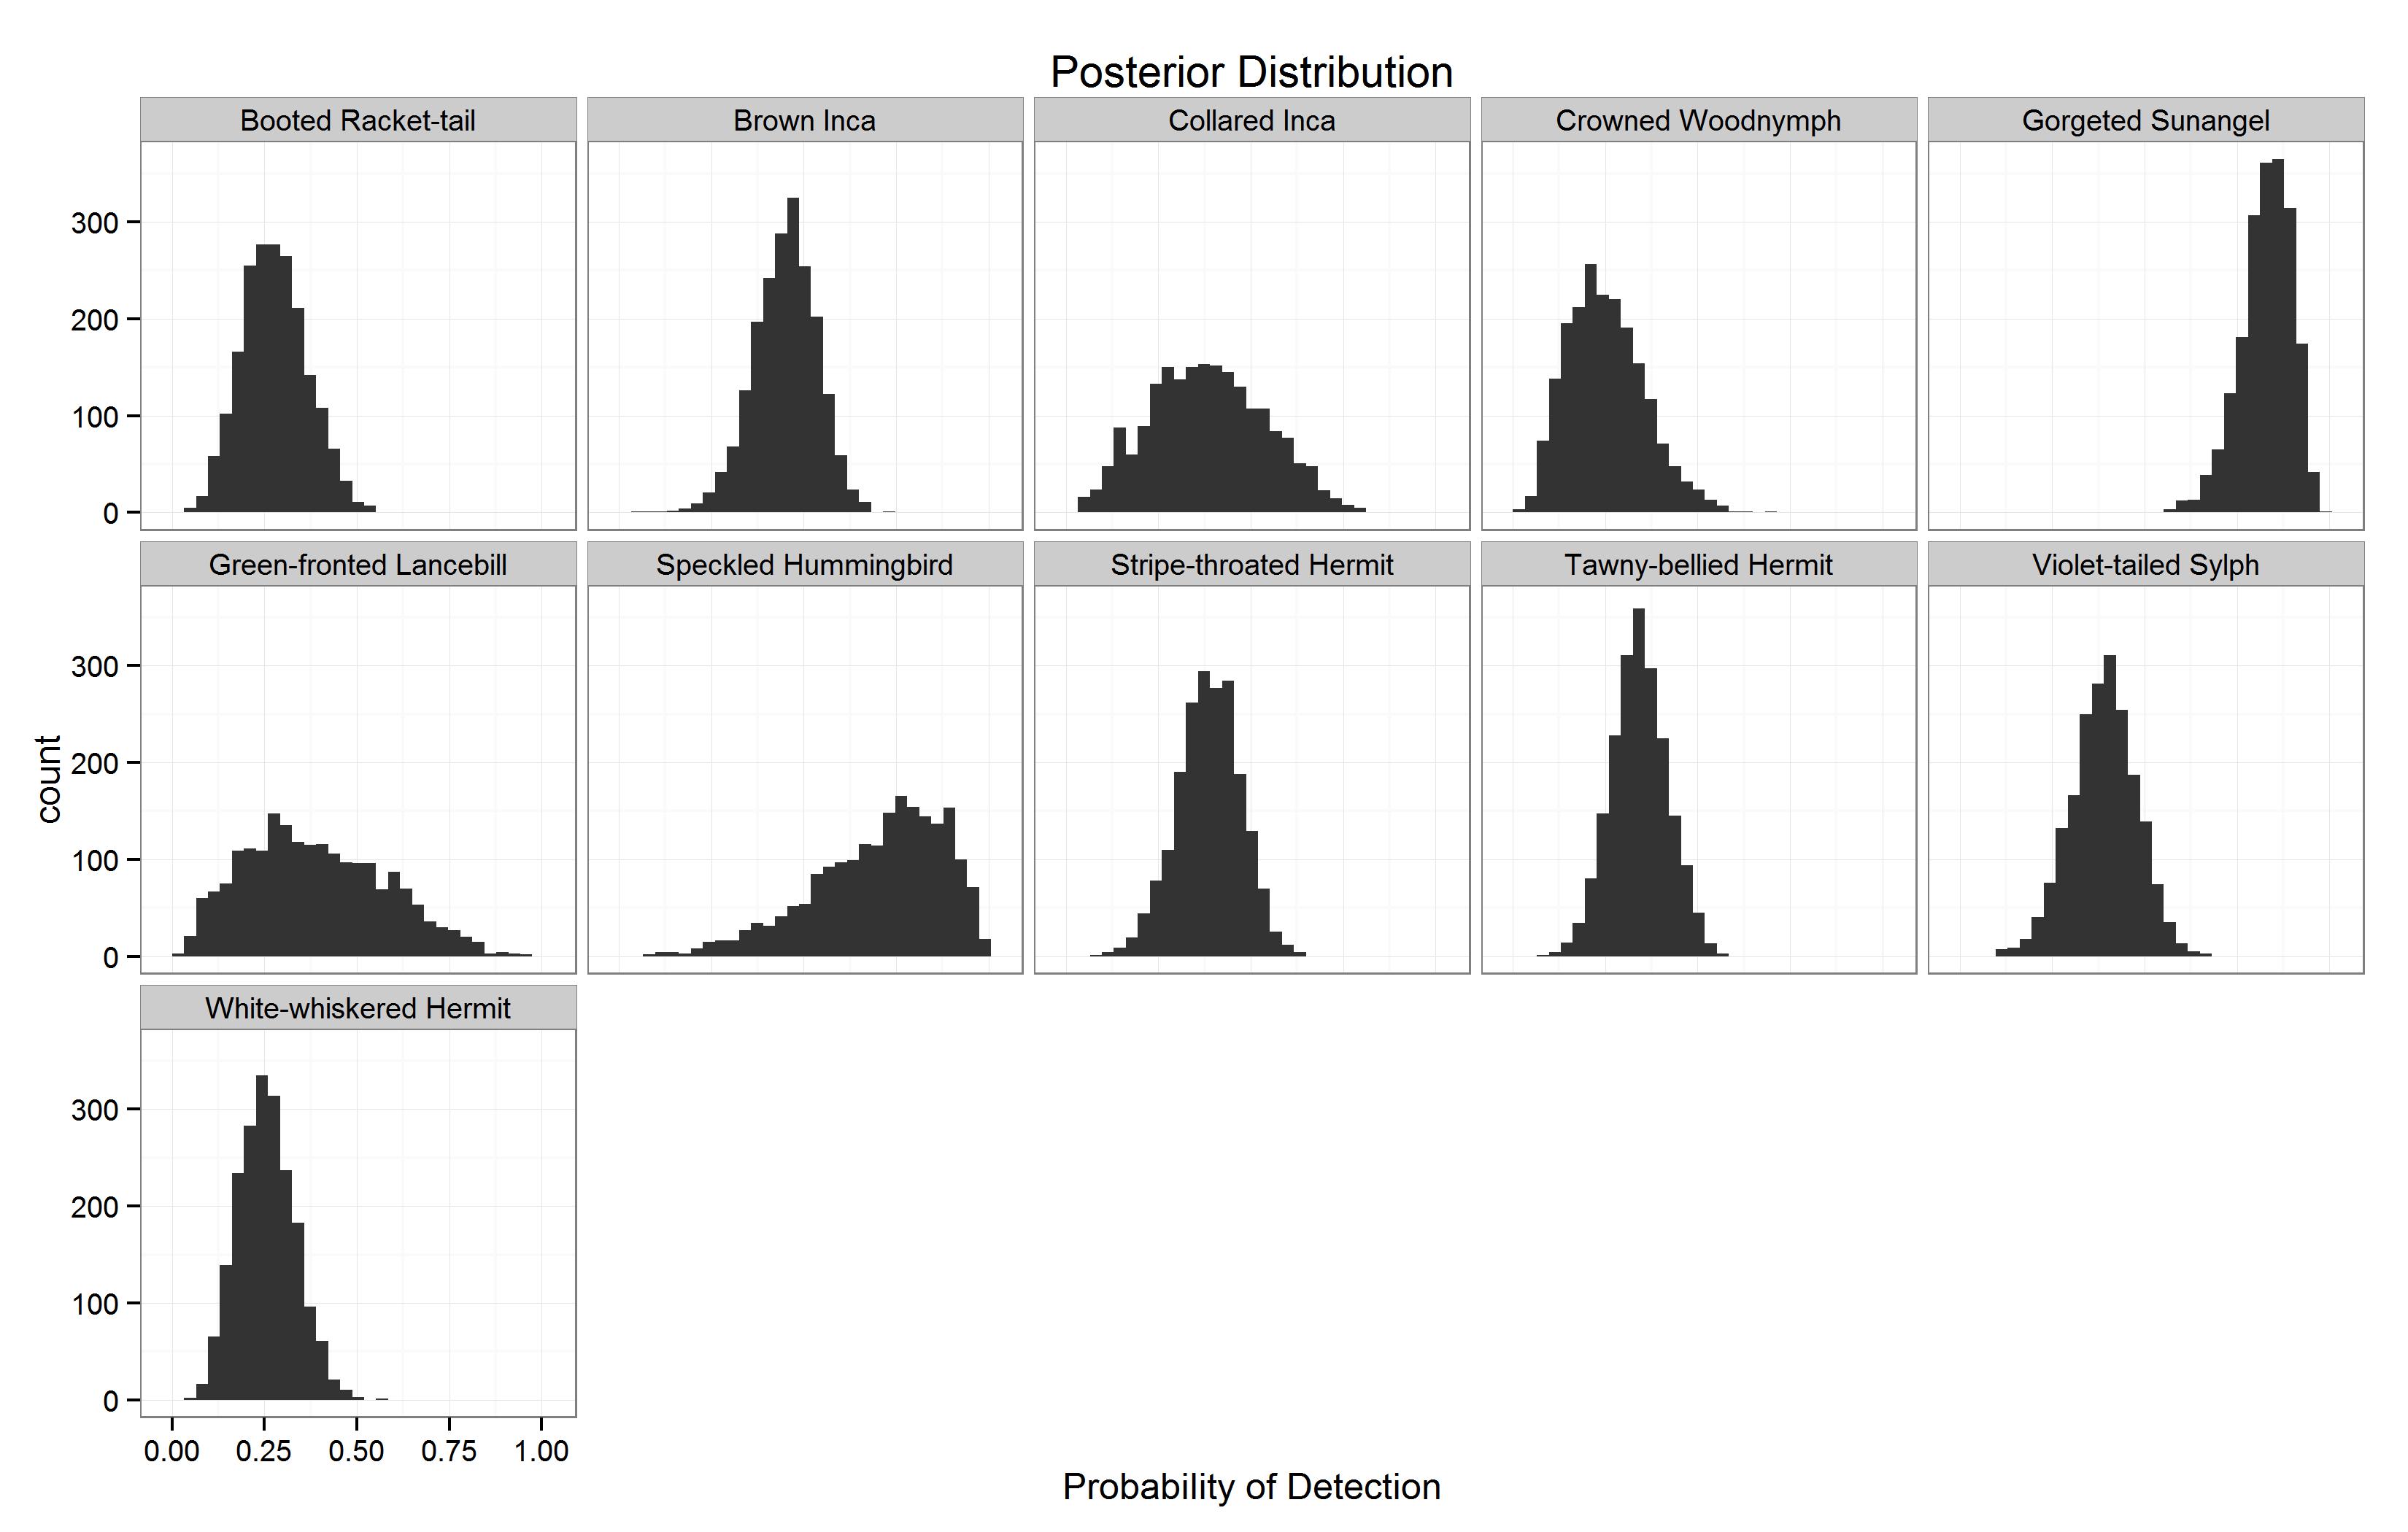 Posterior Distribution
Booted Racket-tail
Brown Inca
Collared Inca
Crowned Woodnymph
Gorgeted Sunangel
300
200
100
0
Green-fronted Lancebill
Speckled Hummingbird
Stripe-throated Hermit
Tawny-bellied Hermit
Violet-tailed Sylph
300
200
100
0
count
White-whiskered Hermit
300
200
100
0
0.00 0.25 0.50 0.75 1.00
Probability of Detection